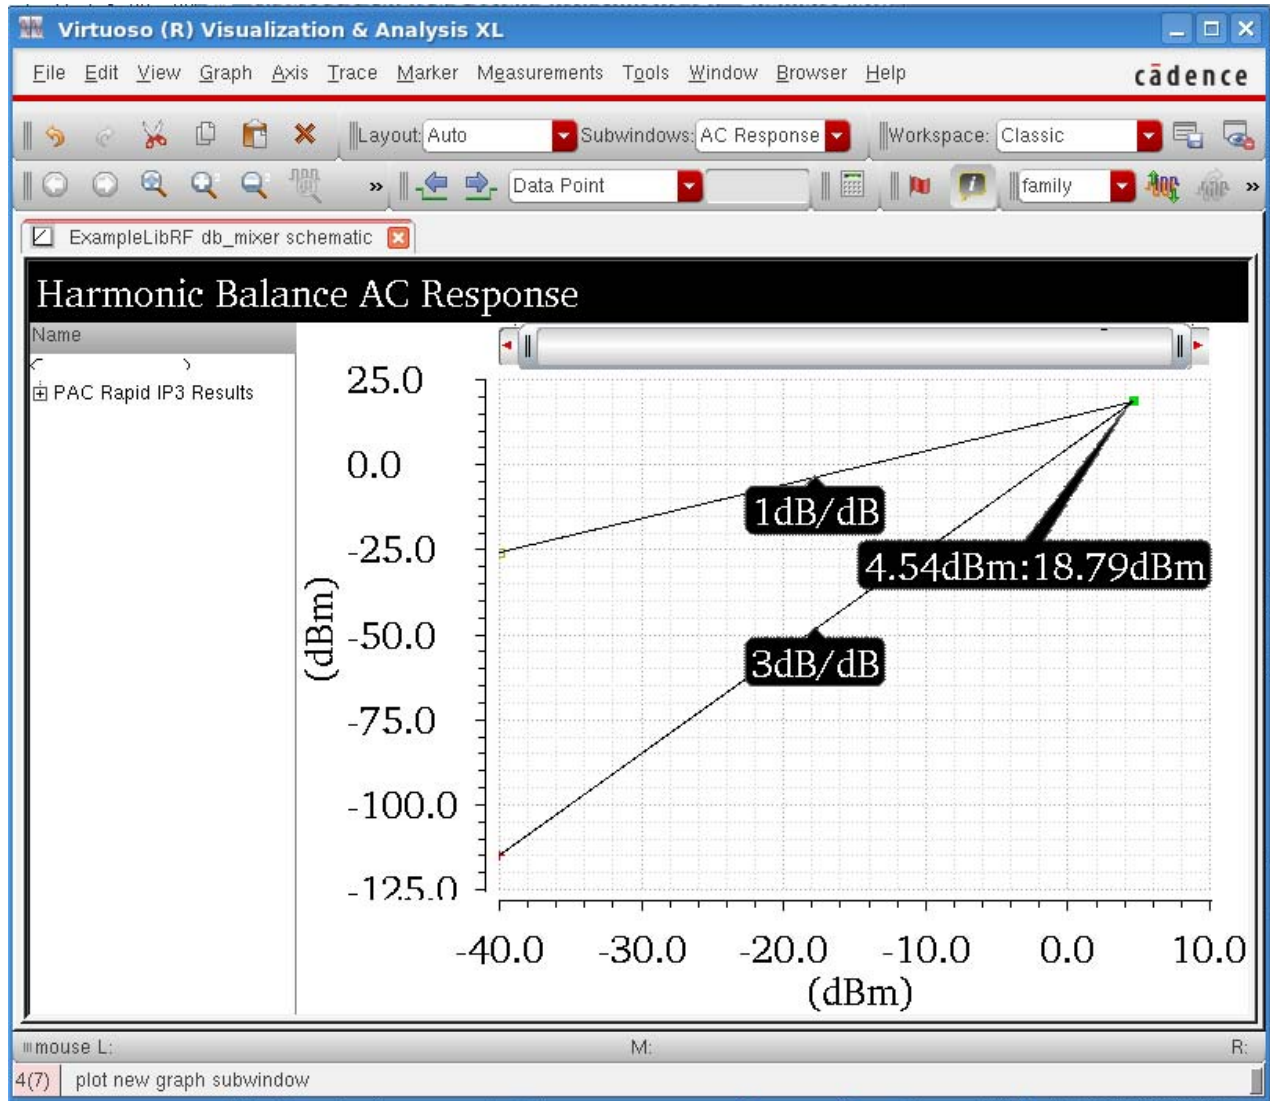 Virtuoso (R) Visualization & Analysis XL
File Edit View Graph Axis Trace Marker Measurements Tools Window Browser Help cādence
Layout: Auto Subwindows: AC Response Workspace: Classic
» Data Point family »
ExampleLibRF db_mixer schematic
Harmonic Balance AC Response
Name
PAC Rapid IP3 Results
25.0
0.0
1dB/dB
-25.0
4.54dBm:18.79dBm
(dBm)
-50.0
3dB/dB
-75.0
-100.0
-125.0
-40.0 -30.0 -20.0 -10.0 0.0 10.0
(dBm)
mouse L: M: R:
4(7) plot new graph subwindow